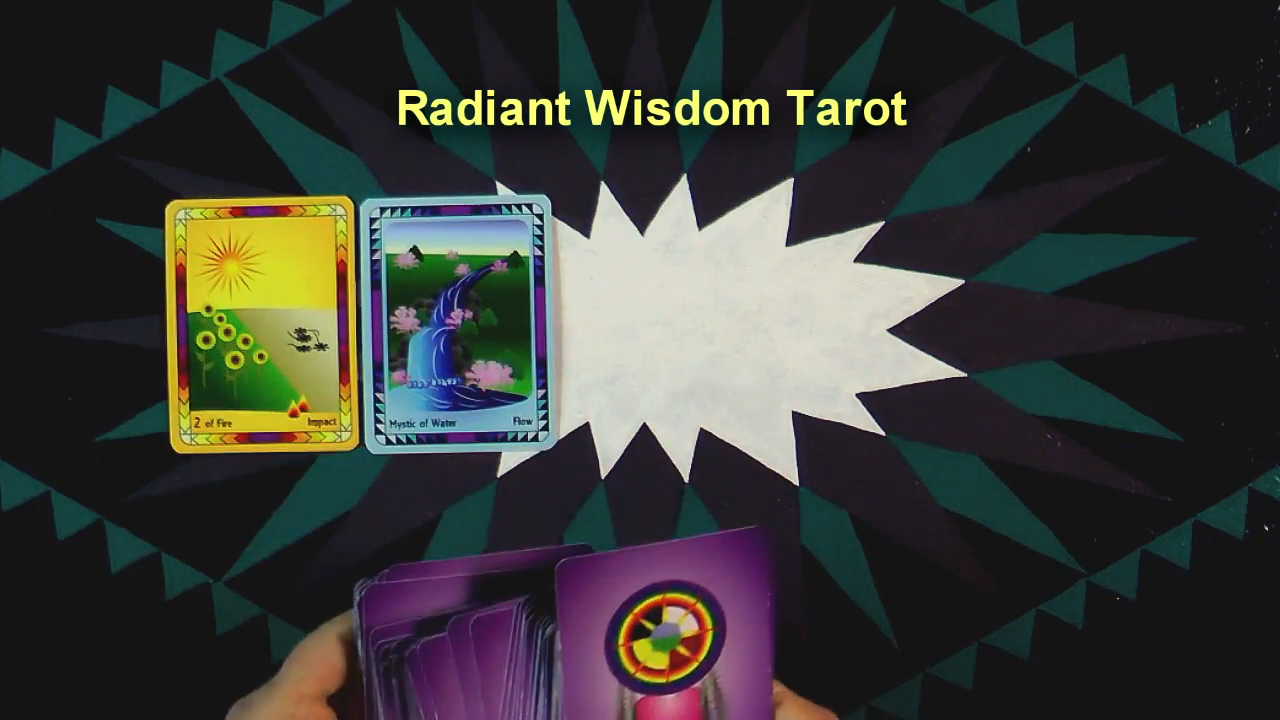 Radiant Wisdom Tarot
2 of Fire Impact
Mystic of Water Flow